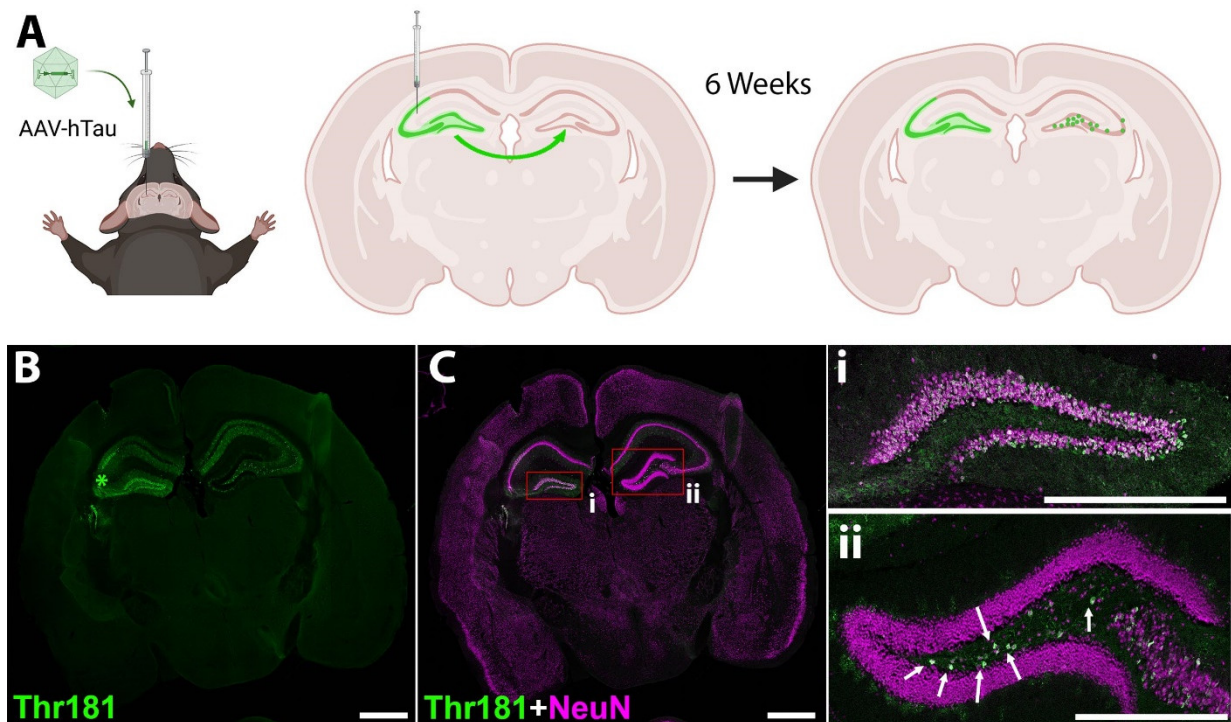 A
AAV-hTau
6 Weeks
B
Thr181
C
i
ii
Thr181+NeuN
i
ii
*